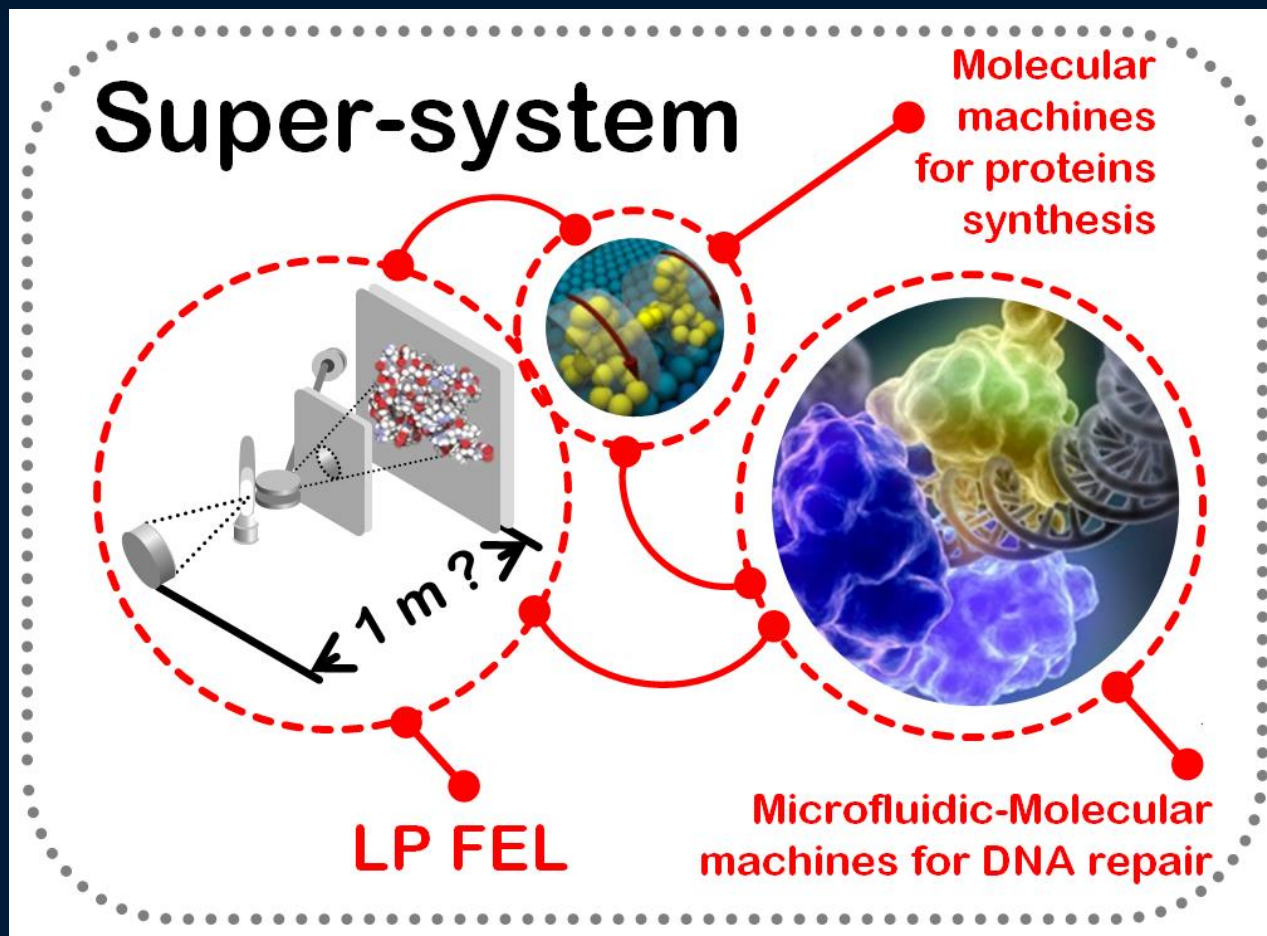 Super-system
Molecular
machines
for proteins
synthesis
1 m ?
LP FEL
Microfluidic-Molecular
machines for DNA repair